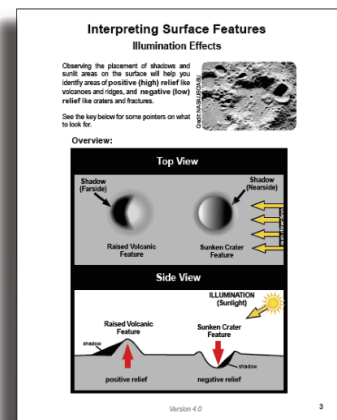 Interpreting Surface Features
Illumination Effects
Observing the placement of shadows and
sunlit areas on the surface will help you
identify areas of positive (high) relief like
volcanoes and ridges, and negative (low)
relief like craters and fractures.
See the key below for some pointers on what
to look for.
Overview:
Top View
Shadow
(Farside)
Shadow
(Nearside)
Raised Volcanic
Feature
Sunken Crater
Feature
Side View
ILLUMINATION
(Sunlight)
Raised Volcanic
Feature
Sunken Crater
Feature
shadow
shadow
positive relief
negative relief
Version 4.0
3